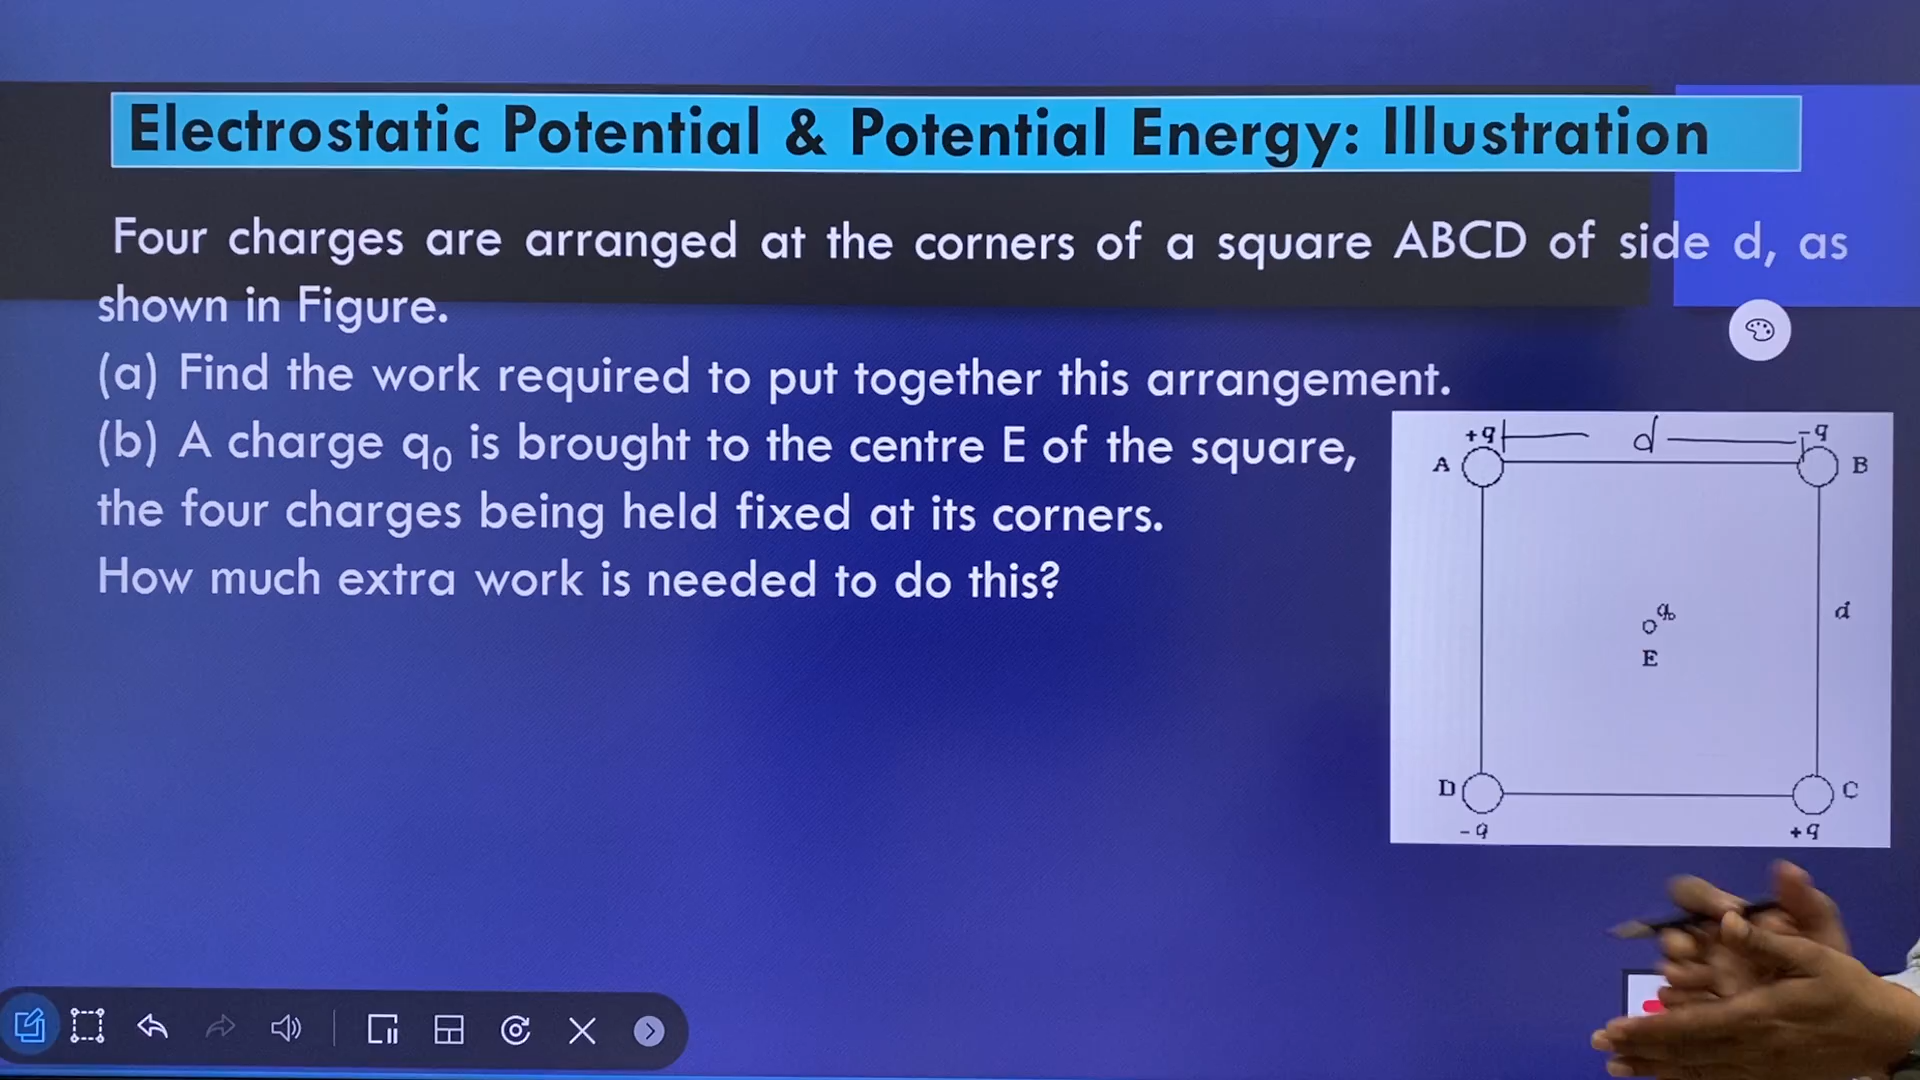 Electrostatic Potential & Potential Energy: Illustration
Four charges are arranged at the corners of a square ABCD of side d, as
shown in Figure.
(a) Find the work required to put together this arrangement.
(b) A charge q₀ is brought to the centre E of the square,
the four charges being held fixed at its corners.
How much extra work is needed to do this?
+q d -q
A B
q₀ d
E
D C
-q +q